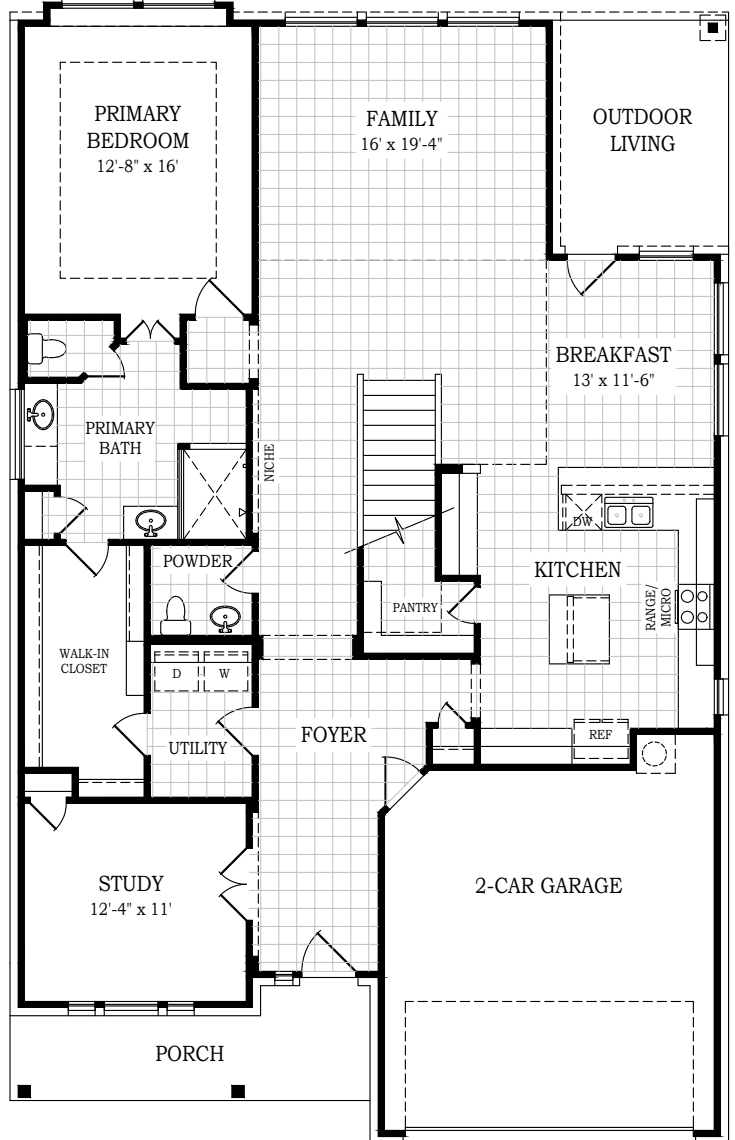 PRIMARY
BEDROOM
12'-8" x 16'
FAMILY
16' x 19'-4"
OUTDOOR
LIVING
BREAKFAST
13' x 11'-6"
PRIMARY
BATH
NICHE
DW
POWDER
KITCHEN
RANGE/
MICRO
PANTRY
WALK-IN
CLOSET
D
W
UTILITY
FOYER
REF
STUDY
12'-4" x 11'
2-CAR GARAGE
PORCH